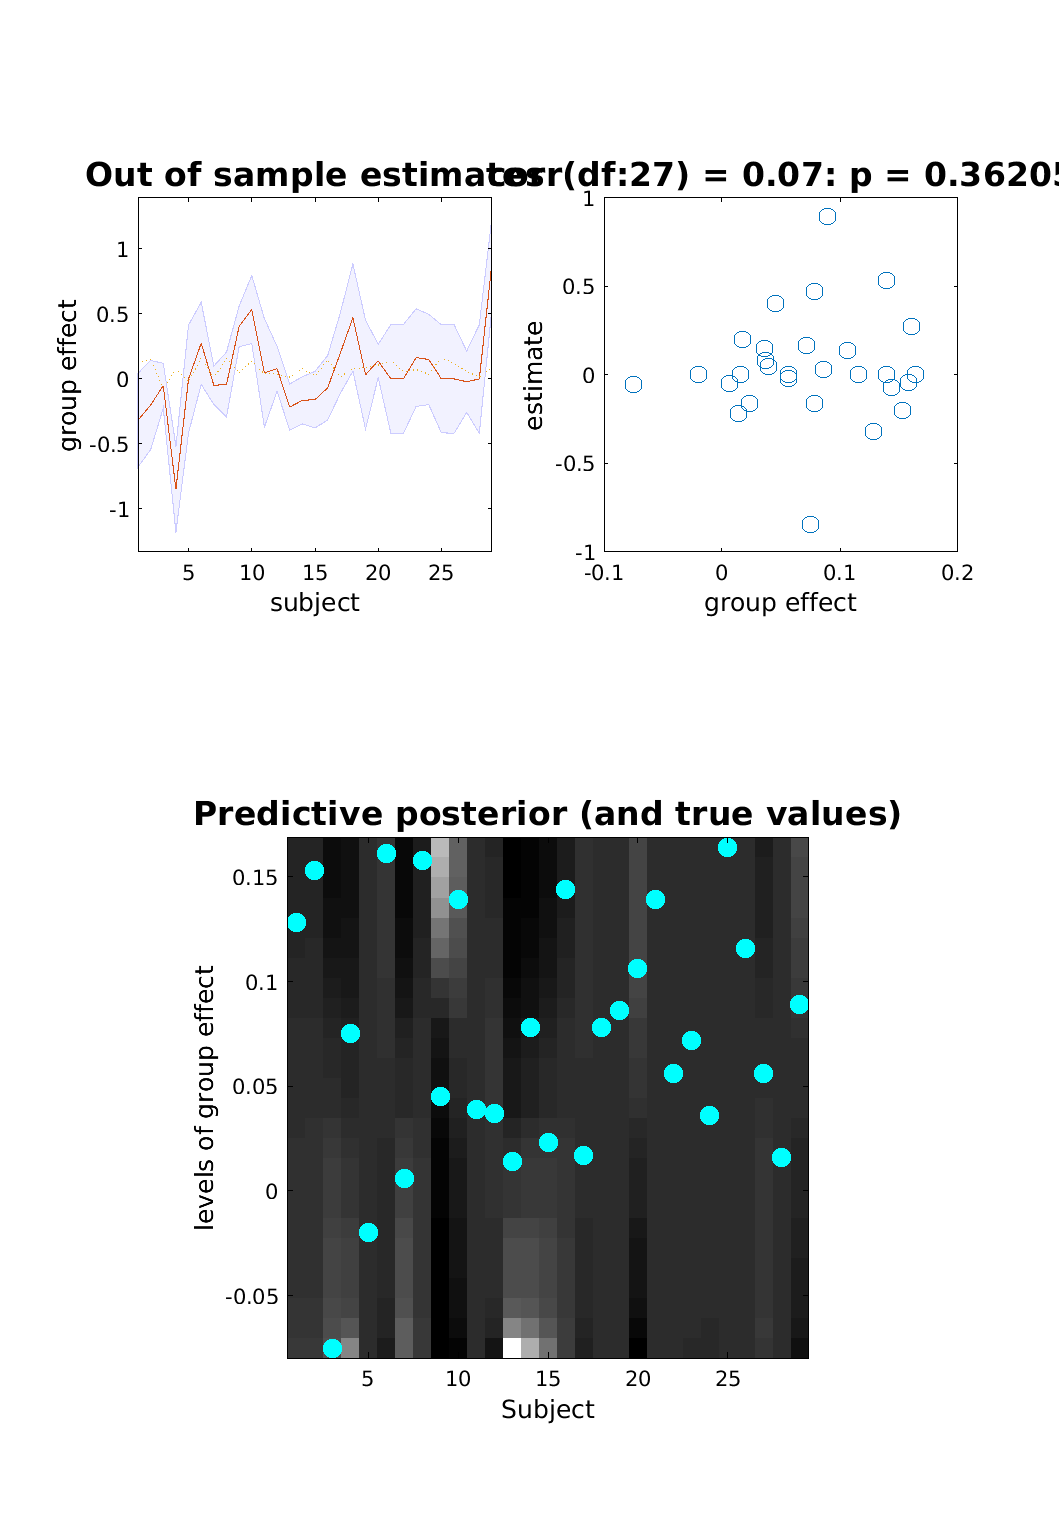 Out of sample estimates
corr(df:27) = 0.07: p = 0.36205
1
0.5
0
-0.5
-1
group effect
5 10 15 20 25
subject
1
0.5
0
-0.5
-1
estimate
-0.1 0 0.1 0.2
group effect
Predictive posterior (and true values)
0.15
0.1
0.05
0
-0.05
levels of group effect
5 10 15 20 25
Subject